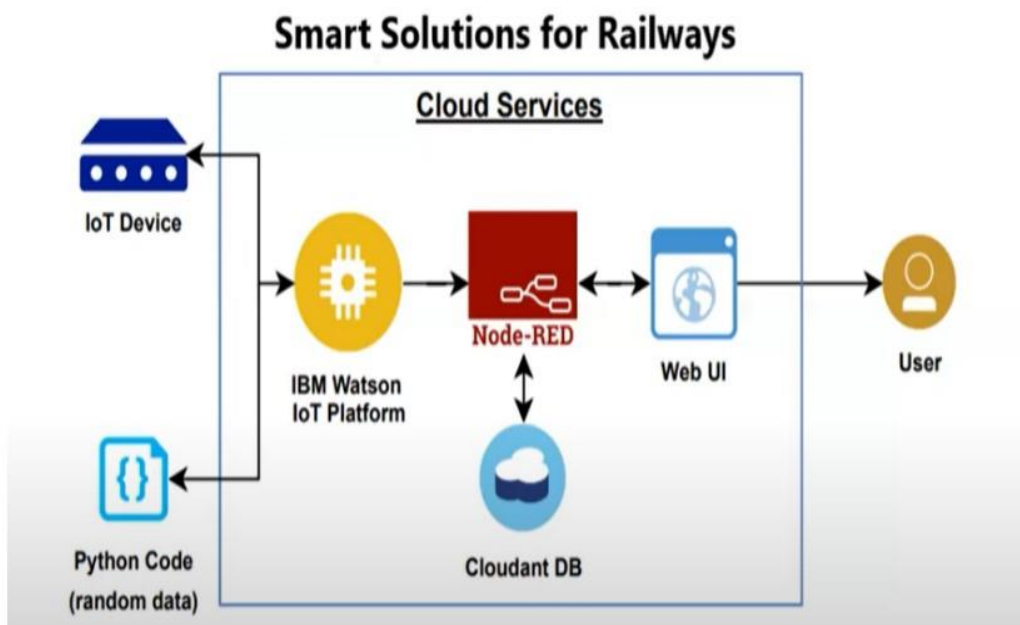 Smart Solutions for Railways
Cloud Services
IoT Device
IBM Watson
IoT Platform
Node-RED
Web UI
User
Python Code
(random data)
Cloudant DB